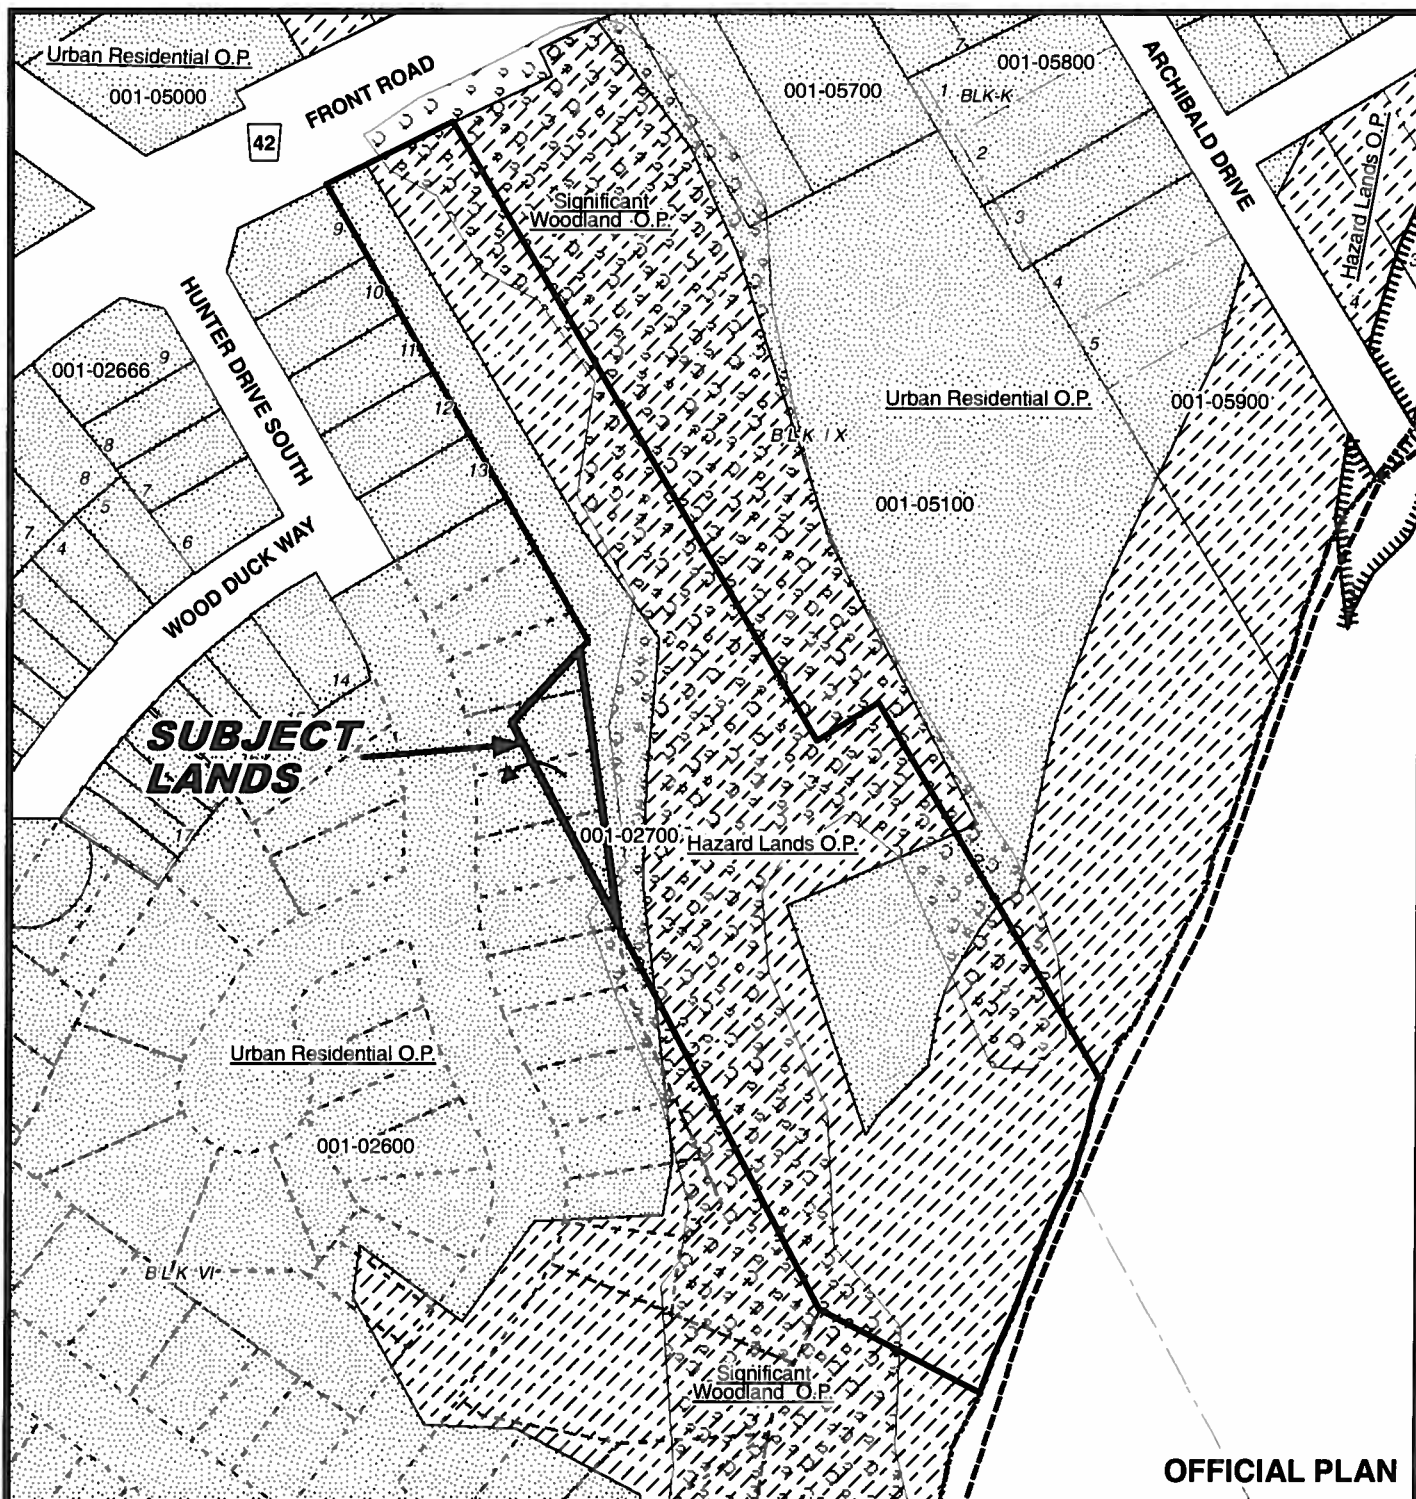 Urban Residential O.P.
001-05000
FRONT ROAD
42
001-05700
001-05800
7
1
BLK-K
2
3
4
5
ARCHIBALD DRIVE
Hazard Lands O.P.
4
Significant
Woodland O.P.
9
10
11
12
13
HUNTER DRIVE SOUTH
001-02666
9
8
8
7
5
6
7
4
3
WOOD DUCK WAY
14
17
Urban Residential O.P.
001-05900
BLK IX
001-05100
SUBJECT
LANDS
001-02700
Hazard Lands O.P.
Urban Residential O.P.
001-02600
BLK VI
Significant
Woodland O.P.
OFFICIAL PLAN